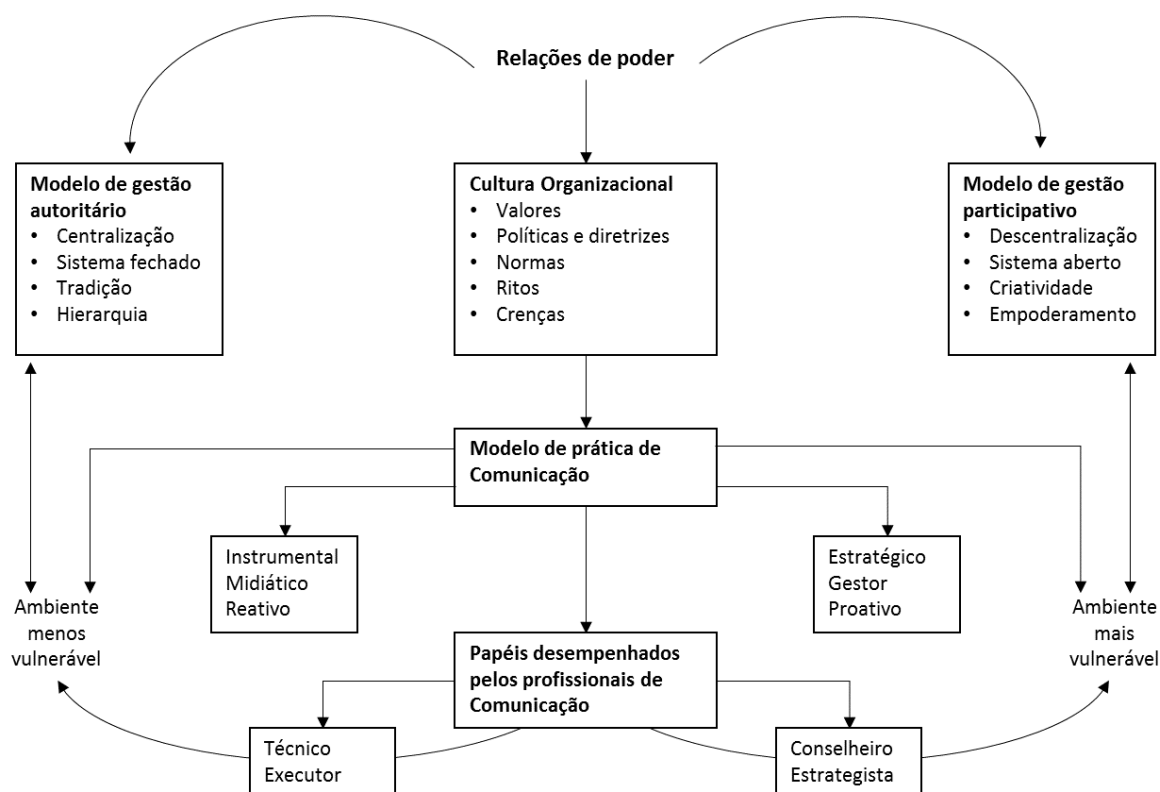 Relações de poder
Modelo de gestão
autoritário
• Centralização
• Sistema fechado
• Tradição
• Hierarquia
Cultura Organizacional
• Valores
• Políticas e diretrizes
• Normas
• Ritos
• Crenças
Modelo de gestão
participativo
• Descentralização
• Sistema aberto
• Criatividade
• Empoderamento
Modelo de prática de
Comunicação
Instrumental
Midiático
Reativo
Estratégico
Gestor
Proativo
Ambiente
menos
vulnerável
Ambiente
mais
vulnerável
Papéis desempenhados
pelos profissionais de
Comunicação
Técnico
Executor
Conselheiro
Estrategista